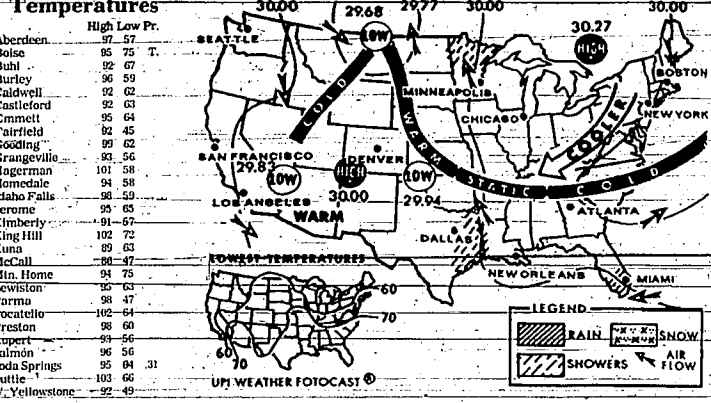 Temperatures
High Low Pr.
Aberdeen 97 57
Boise 95 75 T.
Buhl 92 67
Burley 96 59
Caldwell 92 62
Castleford 92 63
Emmett 95 64
Fairfield 92 45
Gooding 99 62
Grangeville 93 56
Hagerman 101 58
Homedale 94 58
Idaho Falls 98 59
Jerome 95 65
Kimberly 91 67
King Hill 102 72
Kuna 89 63
McCall 47
Mtn. Home 94 75
Lewiston 95 63
Parma 98 47
Pocatello 102 64
Preston 98 60
Rupert 93 56
Salmon 96 56
Soda Springs 95 .31
Tuttle 103 66
W. Yellowstone 92 49
30.00 29.68 29.77 30.00 30.27 30.00
SEATTLE
LOW
HIGH
BOSTON
COLD
MINNEAPOLIS
NEW YORK
CHICAGO
COOLER
WARM
SAN FRANCISCO
DENVER
LOW
HIGH
30.00
LOW
29.94
STATIC
COLD
LOS ANGELES
WARM
ATLANTA
DALLAS
NEW ORLEANS
MIAMI
LOWEST TEMPERATURES
60
70
60
70
UPI WEATHER FOTOCAST ®
LEGEND
RAIN
SNOW
SHOWERS
AIR FLOW